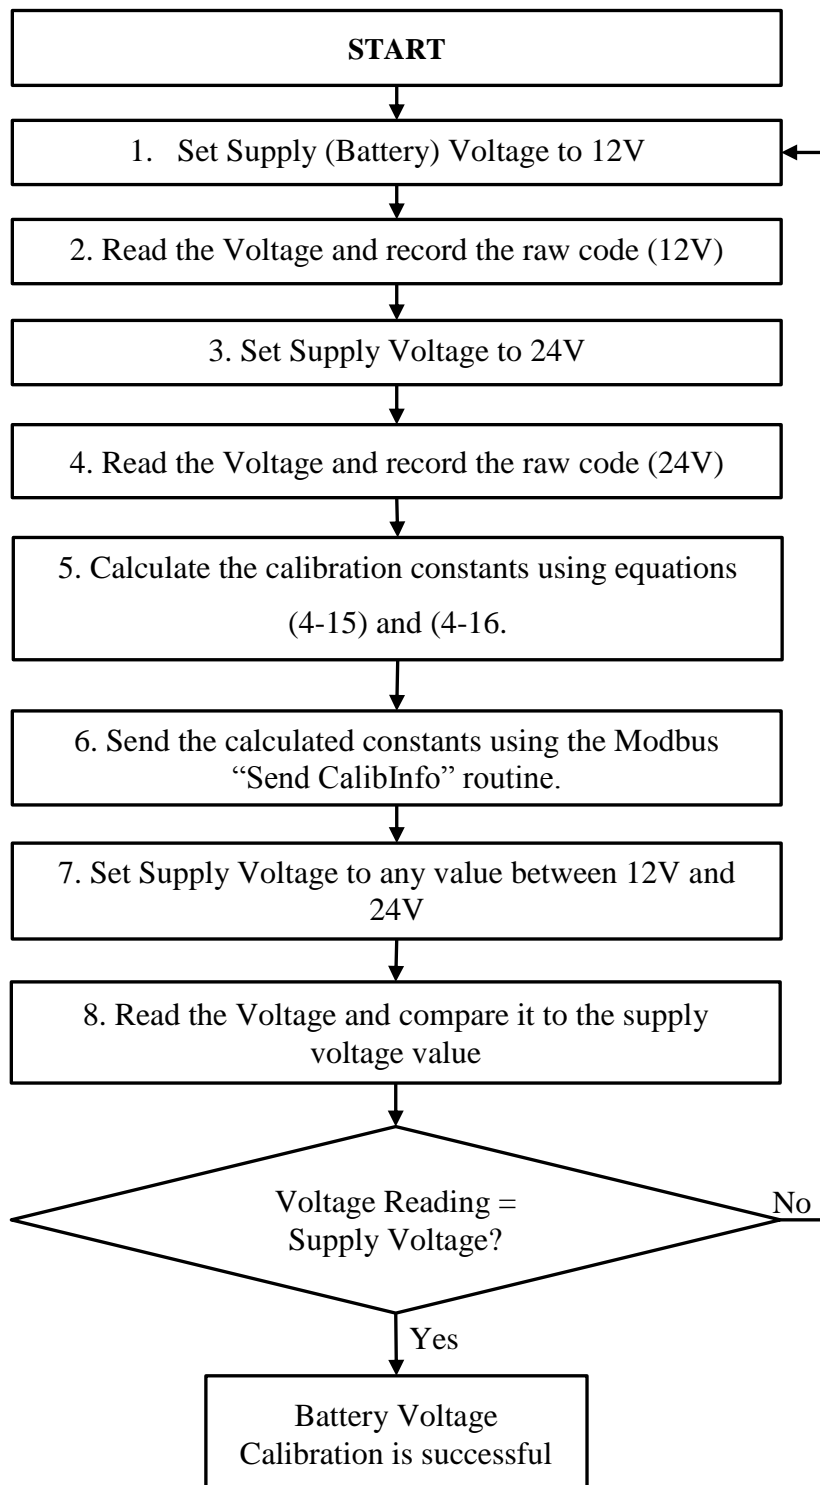 START
1. Set Supply (Battery) Voltage to 12V
2. Read the Voltage and record the raw code (12V)
3. Set Supply Voltage to 24V
4. Read the Voltage and record the raw code (24V)
5. Calculate the calibration constants using equations
(4-15) and (4-16.
6. Send the calculated constants using the Modbus
“Send CalibInfo” routine.
7. Set Supply Voltage to any value between 12V and
24V
8. Read the Voltage and compare it to the supply
voltage value
Voltage Reading =
Supply Voltage?
No
Yes
Battery Voltage
Calibration is successful